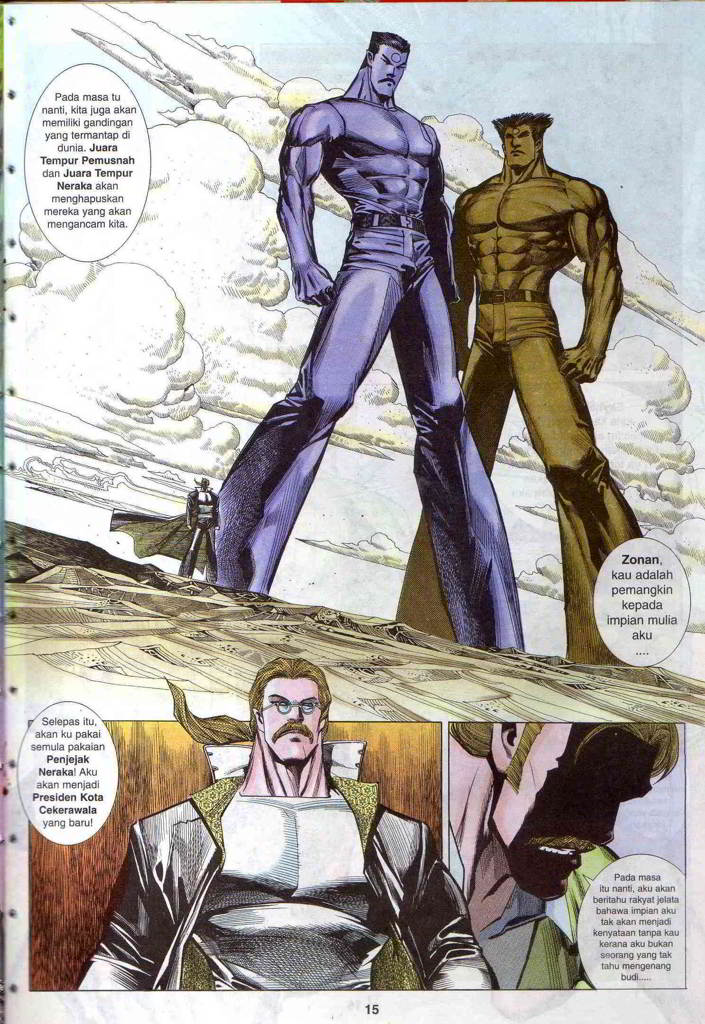 Pada masa tu
nanti, kita juga akan
memiliki gandingan
yang termantap di
dunia. Juara
Tempur Pemusnah
dan Juara Tempur
Neraka akan
menghapuskan
mereka yang akan
mengancam kita.
Zonan,
kau adalah
pemangkin
kepada
impian mulia
aku
....
Selepas itu,
akan ku pakai
semula pakaian
Penjejak
Neraka! Aku
akan menjadi
Presiden Kota
Cekerawala
yang baru!
Pada masa
itu nanti, aku akan
beritahu rakyat jelata
bahawa impian aku
tak akan menjadi
kenyataan tanpa kau
kerana aku bukan
seorang yang tak
tahu mengenang
budi.....
15